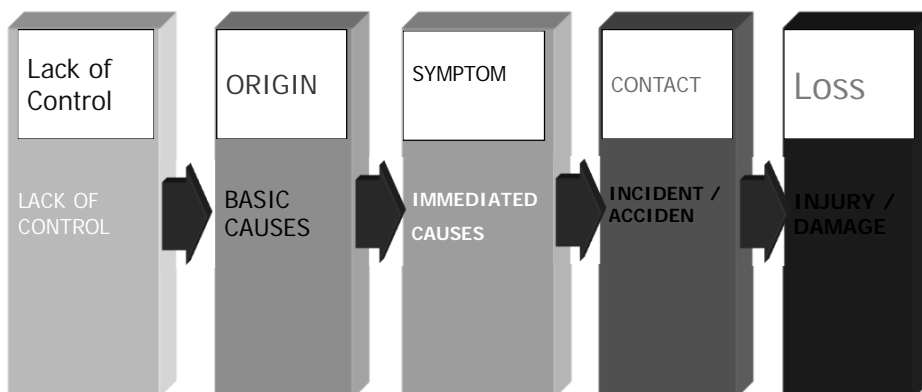 Lack of
Control
ORIGIN
SYMPTOM
CONTACT
Loss
LACK OF
CONTROL
BASIC
CAUSES
IMMEDIATED
CAUSES
INCIDENT /
ACCIDEN
INJURY /
DAMAGE